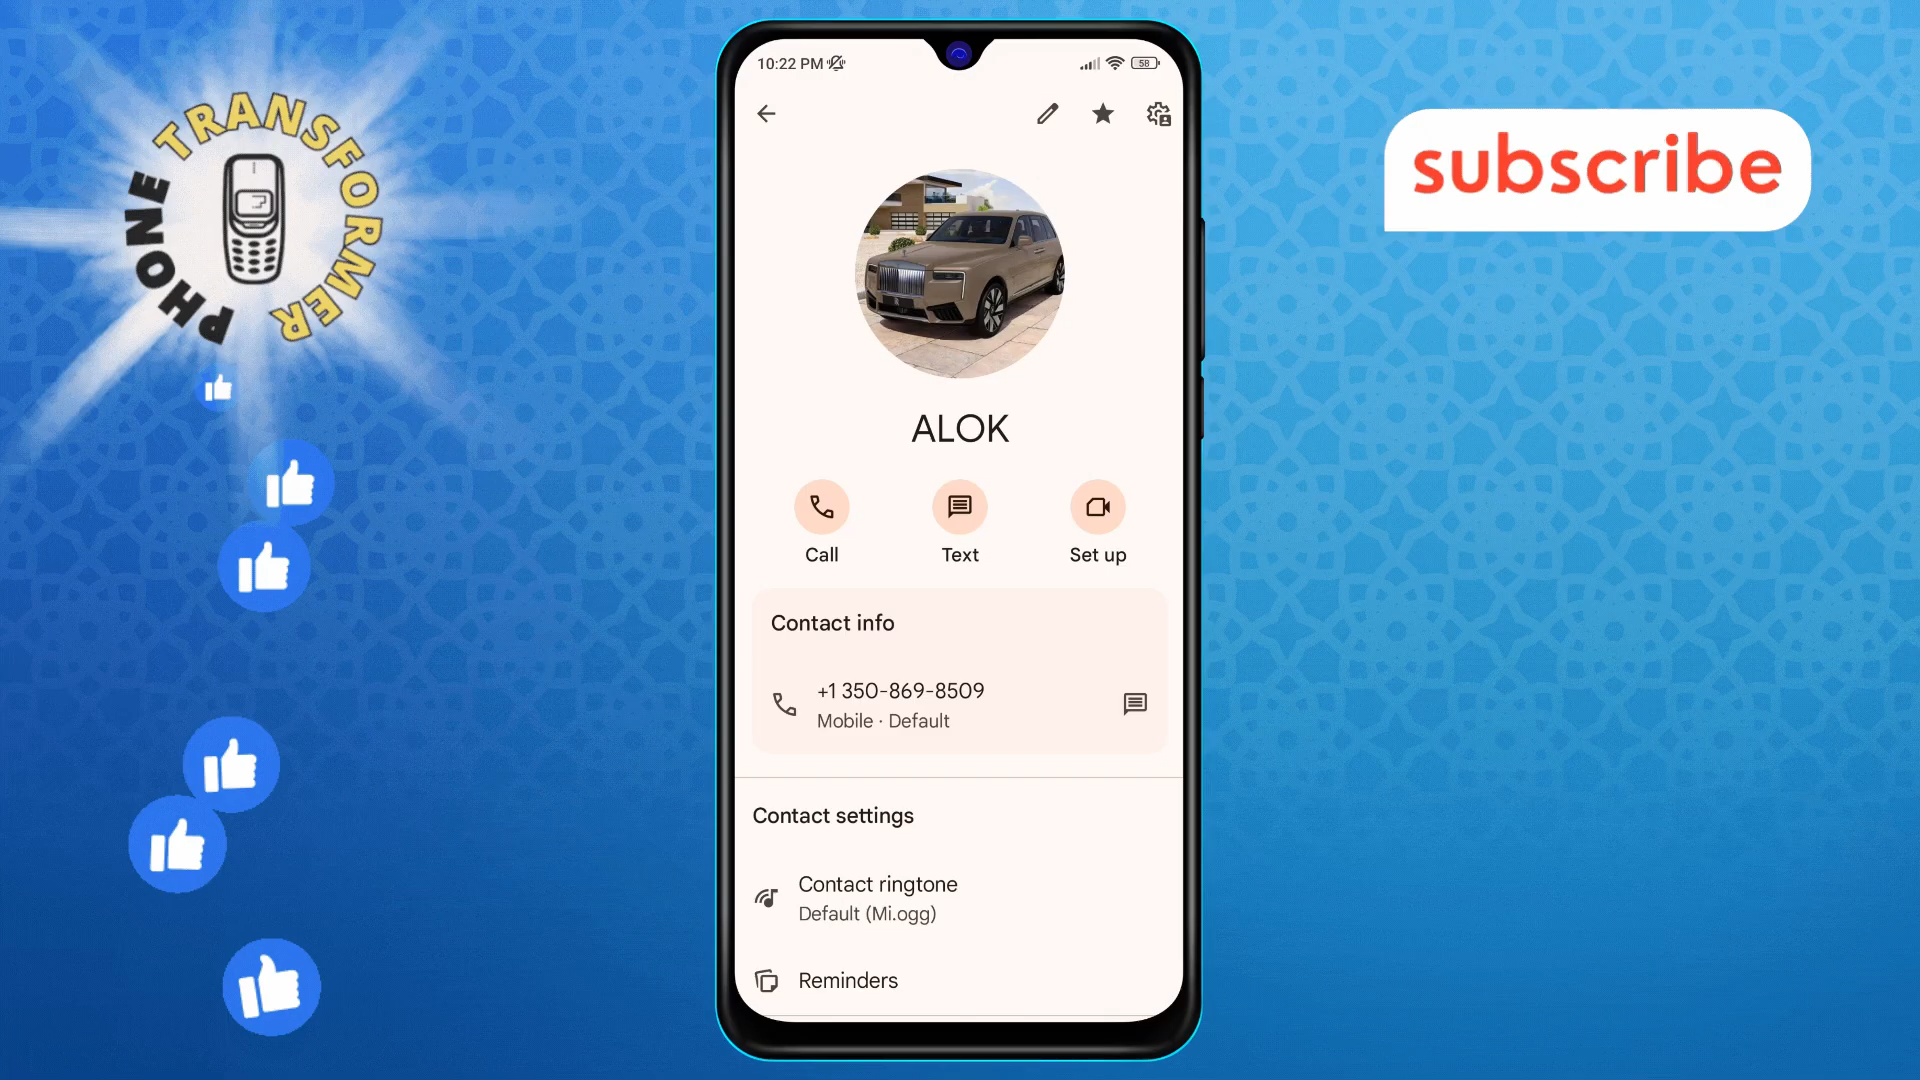 PHONE TRANSFORMER
subscribe
10:22 PM
58
ALOK
Call
Text
Set up
Contact info
+1 350-869-8509
Mobile · Default
Contact settings
Contact ringtone
Default (Mi.ogg)
Reminders